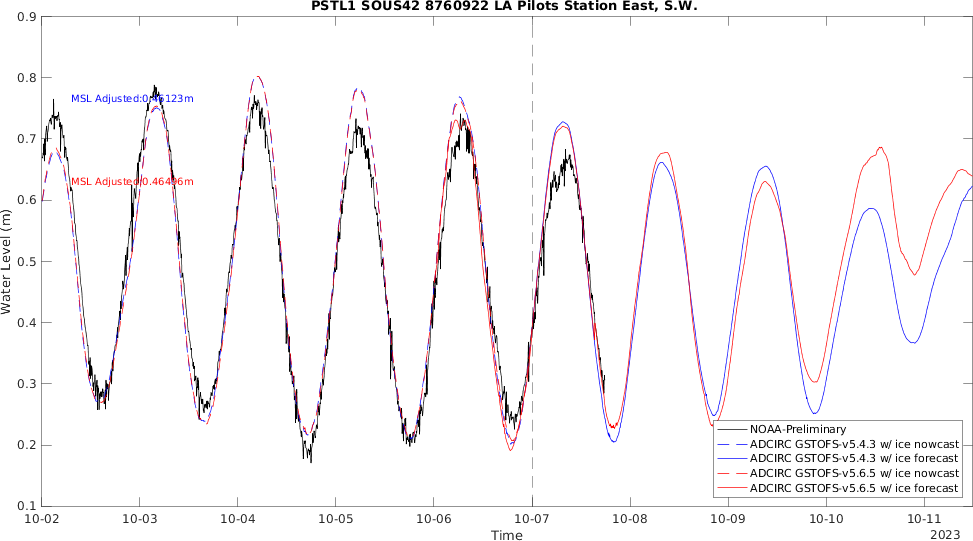 PSTL1 SOUS42 8760922 LA Pilots Station East, S.W.
0.9
0.8
0.7
0.6
0.5
0.4
0.3
0.2
0.1
Water Level (m)
MSL Adjusted:0.46123m
MSL Adjusted:0.46496m
NOAA-Preliminary
ADCIRC GSTOFS-v5.4.3 w/ ice nowcast
ADCIRC GSTOFS-v5.4.3 w/ ice forecast
ADCIRC GSTOFS-v5.6.5 w/ ice nowcast
ADCIRC GSTOFS-v5.6.5 w/ ice forecast
10-02 10-03 10-04 10-05 10-06 10-07 10-08 10-09 10-10 10-11
Time
2023